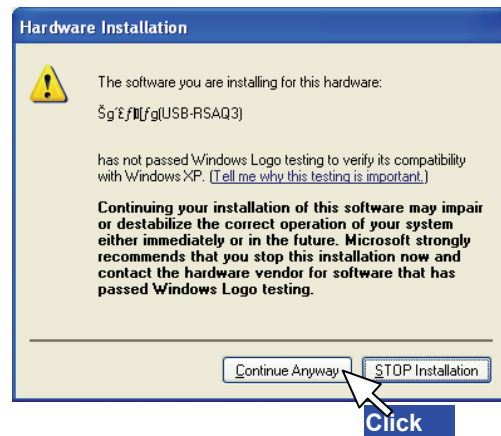 Hardware Installation
The software you are installing for this hardware:
(USB-RSAQ3)
has not passed Windows Logo testing to verify its compatibility
with Windows XP. (Tell me why this testing is important.)
Continuing your installation of this software may impair
or destabilize the correct operation of your system
either immediately or in the future. Microsoft strongly
recommends that you stop this installation now and
contact the hardware vendor for software that has
passed Windows Logo testing.
Continue Anyway
STOP Installation
Click